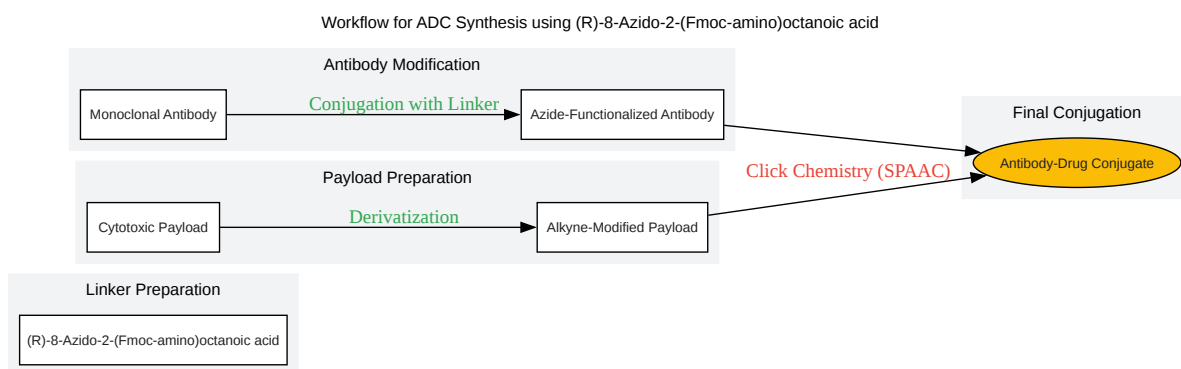 Workflow for ADC Synthesis using (R)-8-Azido-2-(Fmoc-amino)octanoic acid
Antibody Modification
Monoclonal Antibody
Conjugation with Linker
Azide-Functionalized Antibody
Payload Preparation
Cytotoxic Payload
Derivatization
Alkyne-Modified Payload
Click Chemistry (SPAAC)
Final Conjugation
Antibody-Drug Conjugate
Linker Preparation
(R)-8-Azido-2-(Fmoc-amino)octanoic acid